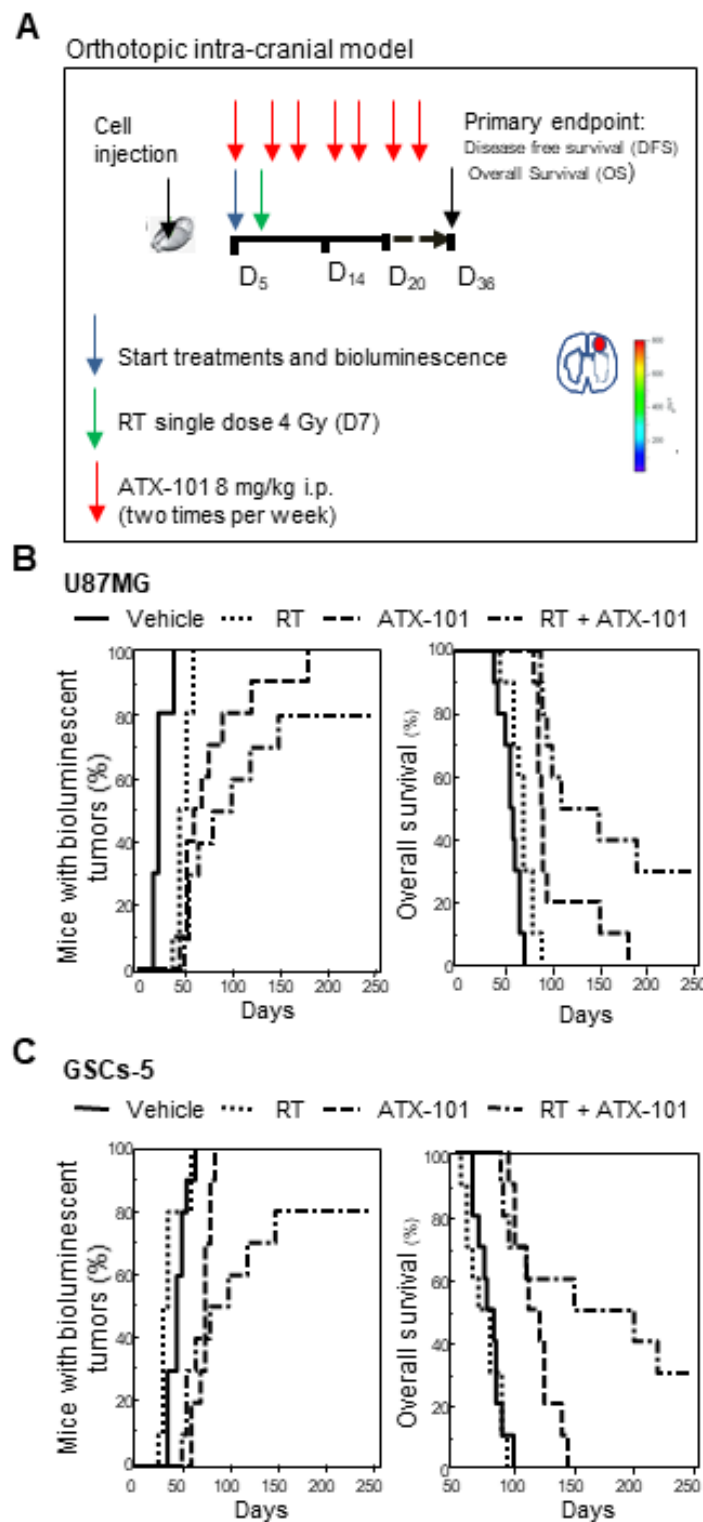 A
Orthotopic intra-cranial model
Cell
injection
Primary endpoint:
Disease free survival (DFS)
Overall Survival (OS)
D5
D14
D20
D36
Start treatments and bioluminescence
RT single dose 4 Gy (D7)
ATX-101 8 mg/kg i.p.
(two times per week)
800
600
400
200
B
U87MG
Vehicle RT ATX-101 RT + ATX-101
Mice with bioluminescent
tumors (%)
100
80
60
40
20
0
0 50 100 150 200 250
Days
Overall survival (%)
100
80
60
40
20
0
0 50 100 150 200 250
Days
C
GSCs-5
Vehicle RT ATX-101 RT + ATX-101
Mice with bioluminescent
tumors (%)
100
80
60
40
20
0
0 50 100 150 200 250
Days
Overall survival (%)
100
80
60
40
20
0
50 100 150 200 250
Days